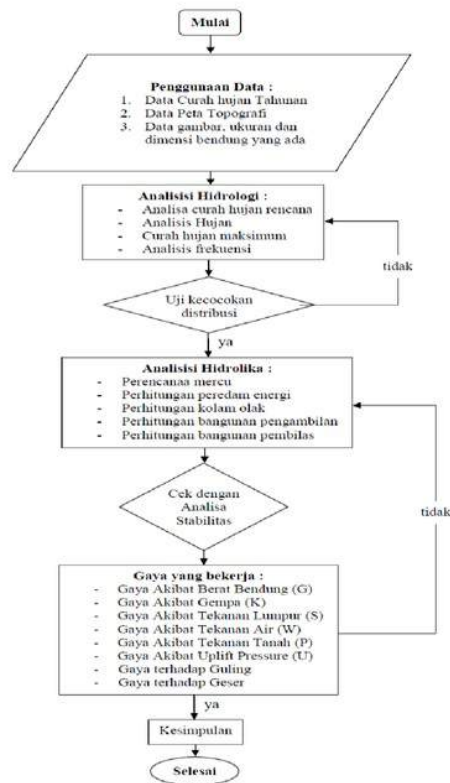 Mulai
Penggunaan Data :
1. Data Curah hujan Tahunan
2. Data Peta Topografi
3. Data gambar, ukuran dan
dimensi bendung yang ada
Analisisi Hidrologi :
- Analisa curah hujan rencana
- Analisis Hujan
- Curah hujan maksimum
- Analisis frekuensi
tidak
Uji kecocokan
distribusi
ya
Analisisi Hidrolika :
- Perencanaa mercu
- Perhitungan peredam energi
- Perhitungan kolam olak
- Perhitungan bangunan pengambilan
- Perhitungan bangunan pembilas
Cek dengan
Analisa
Stabilitas
tidak
Gaya yang bekerja :
- Gaya Akibat Berat Bendung (G)
- Gaya Akibat Gempa (K)
- Gaya Akibat Tekanan Lumpur (S)
- Gaya Akibat Tekanan Air (W)
- Gaya Akibat Tekanan Tanah (P)
- Gaya Akibat Uplift Pressure (U)
- Gaya terhadap Guling
- Gaya terhadap Geser
ya
Kesimpulan
Selesai